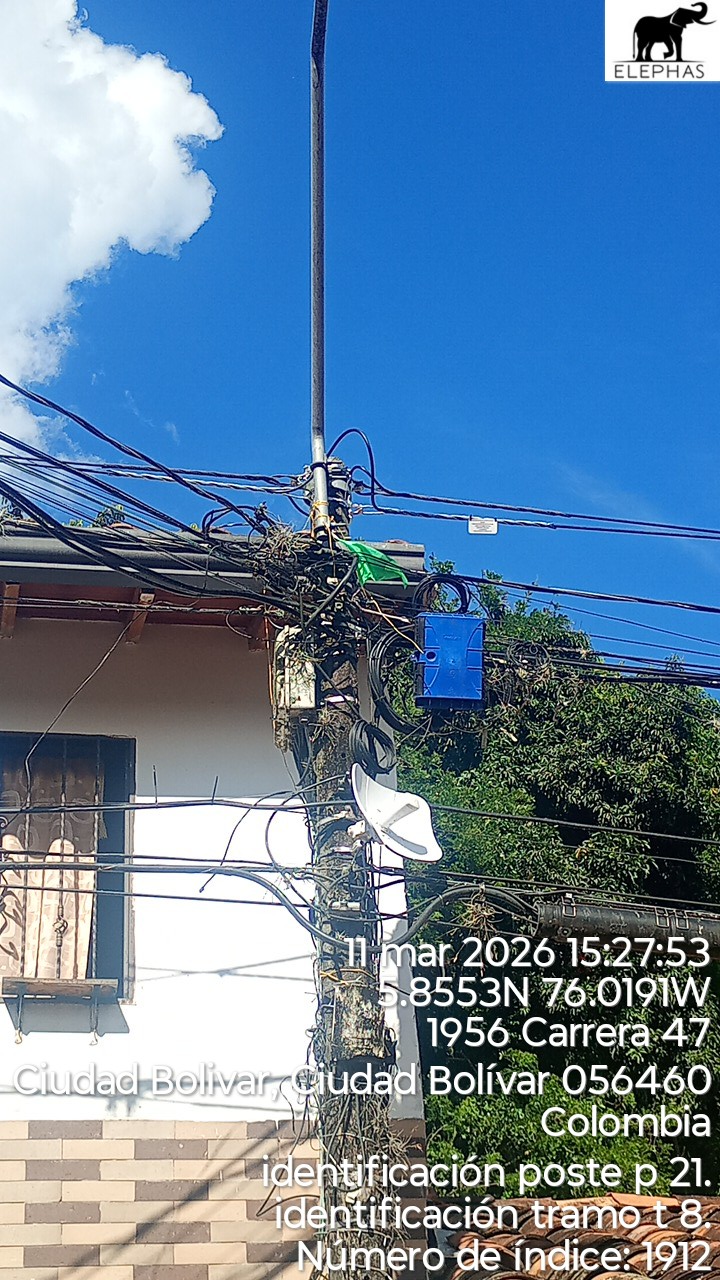 ELEPHAS
11 mar 2026 15:27:53
5.8553N 76.0191W
1956 Carrera 47
Ciudad Bolivar, Ciudad Bolívar 056460
Colombia
identificación poste p 21.
identificación tramo t 8.
Número de índice: 1912